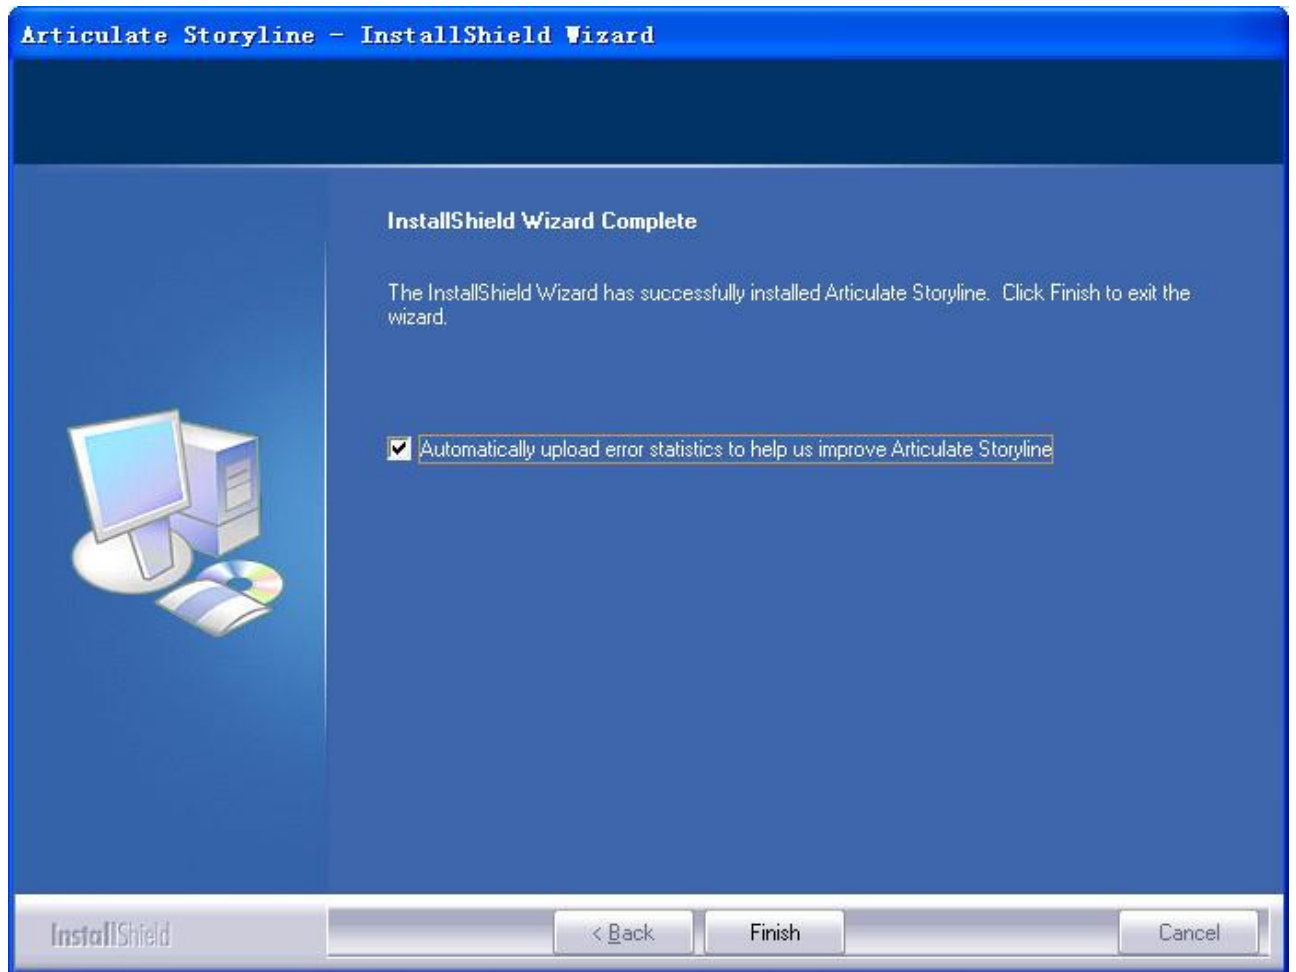 Articulate Storyline - InstallShield Wizard
InstallShield Wizard Complete
The InstallShield Wizard has successfully installed Articulate Storyline. Click Finish to exit the
wizard.
Automatically upload error statistics to help us improve Articulate Storyline
InstallShield
< Back
Finish
Cancel